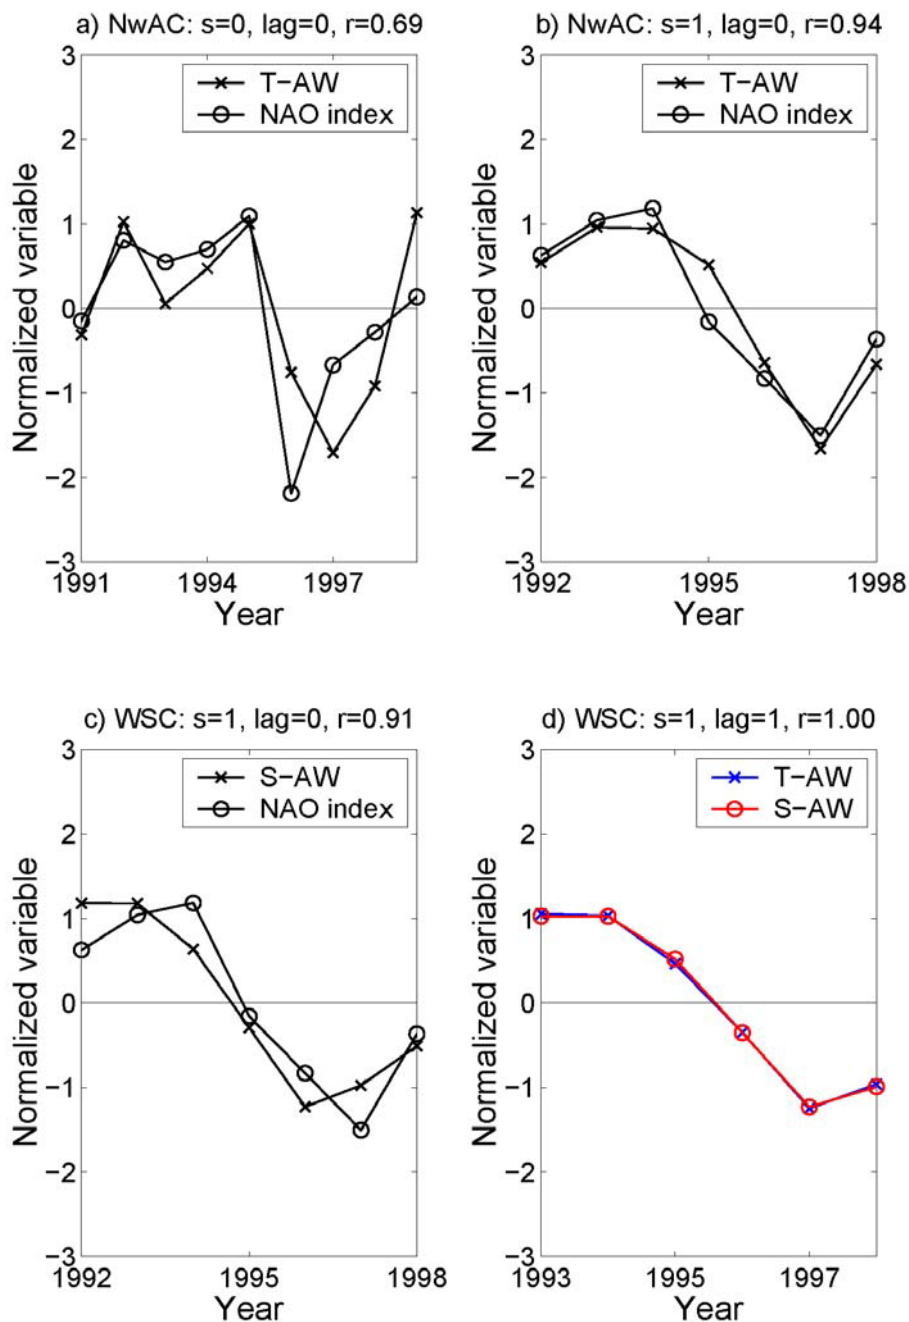 a) NwAC: s=0, lag=0, r=0.69
T−AW
NAO index
Normalized variable
3
2
1
0
−1
−2
−3
1991
1994
1997
Year
b) NwAC: s=1, lag=0, r=0.94
T−AW
NAO index
Normalized variable
3
2
1
0
−1
−2
−3
1992
1995
1998
Year
c) WSC: s=1, lag=0, r=0.91
S−AW
NAO index
Normalized variable
3
2
1
0
−1
−2
−3
1992
1995
1998
Year
d) WSC: s=1, lag=1, r=1.00
T−AW
S−AW
Normalized variable
3
2
1
0
−1
−2
−3
1993
1995
1997
Year